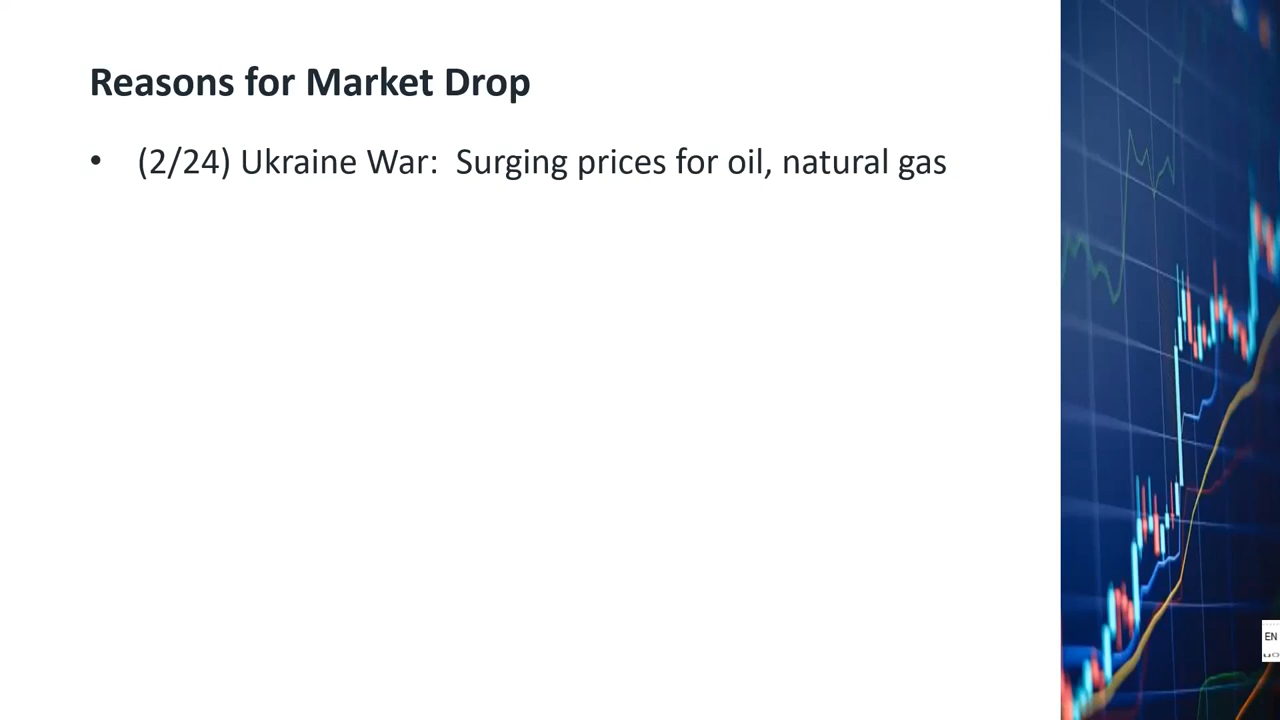 Reasons for Market Drop
• (2/24) Ukraine War:  Surging prices for oil, natural gas
EN